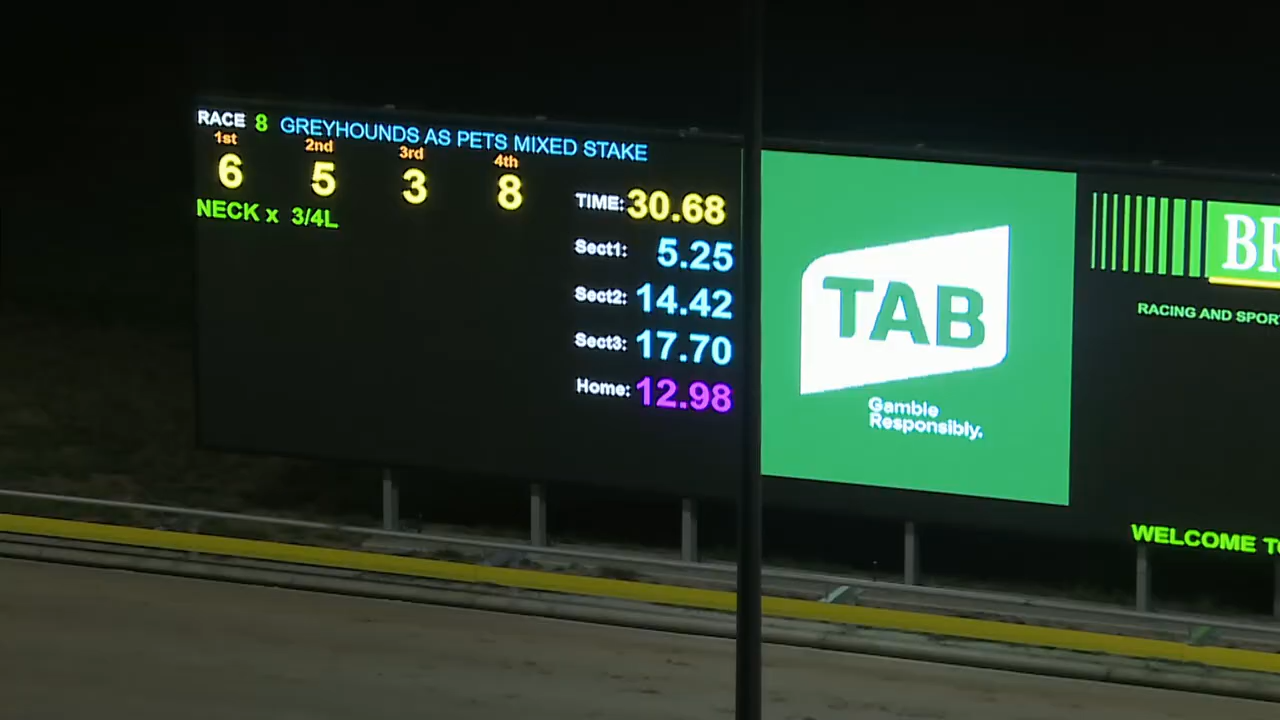 RACE 8 GREYHOUNDS AS PETS MIXED STAKE
1st 2nd 3rd 4th
6 5 3 8
NECK x 3/4L
TIME: 30.68
Sect1: 5.25
Sect2: 14.42
Sect3: 17.70
Home: 12.98
TAB
Gamble
Responsibly.
RACING AND
WELCOME